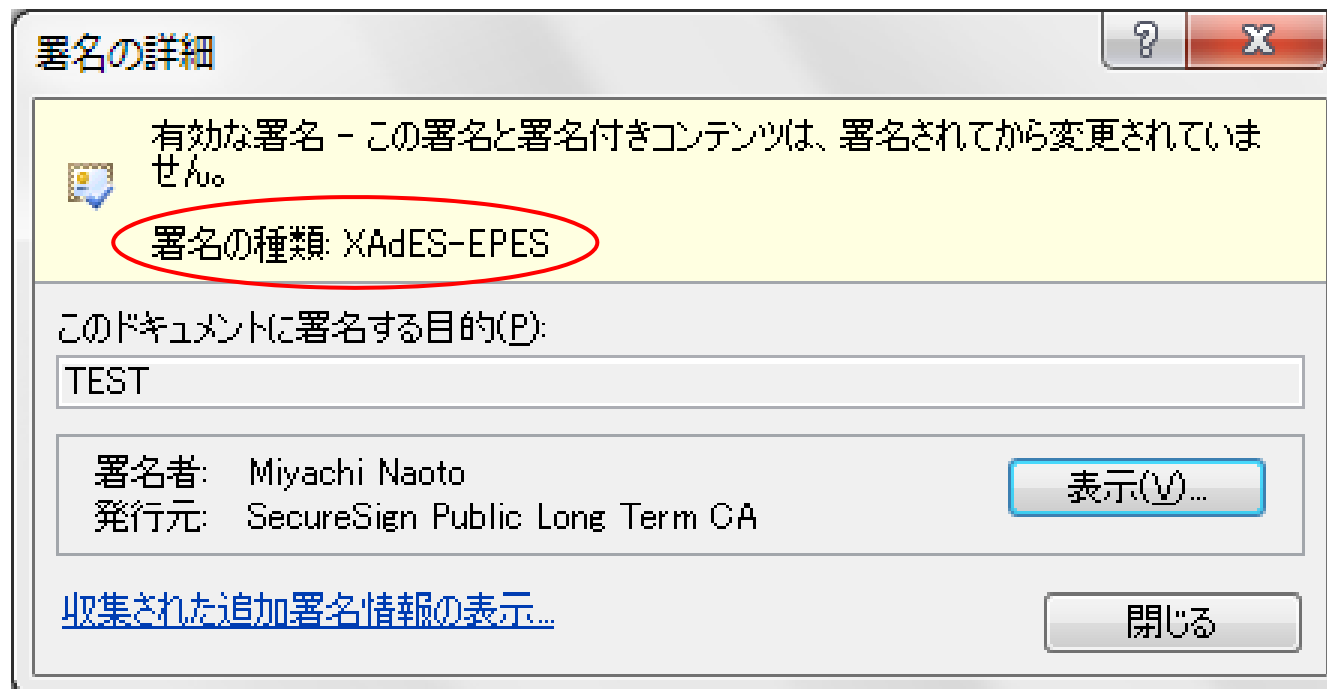 署名の詳細
有効な署名 - この署名と署名付きコンテンツは、署名されてから変更されていま
せん。
署名の種類: XAdES-EPES
このドキュメントに署名する目的(P):
TEST
署名者: Miyachi Naoto
表示(V)...
発行元: SecureSign Public Long Term CA
収集された追加署名情報の表示...
閉じる